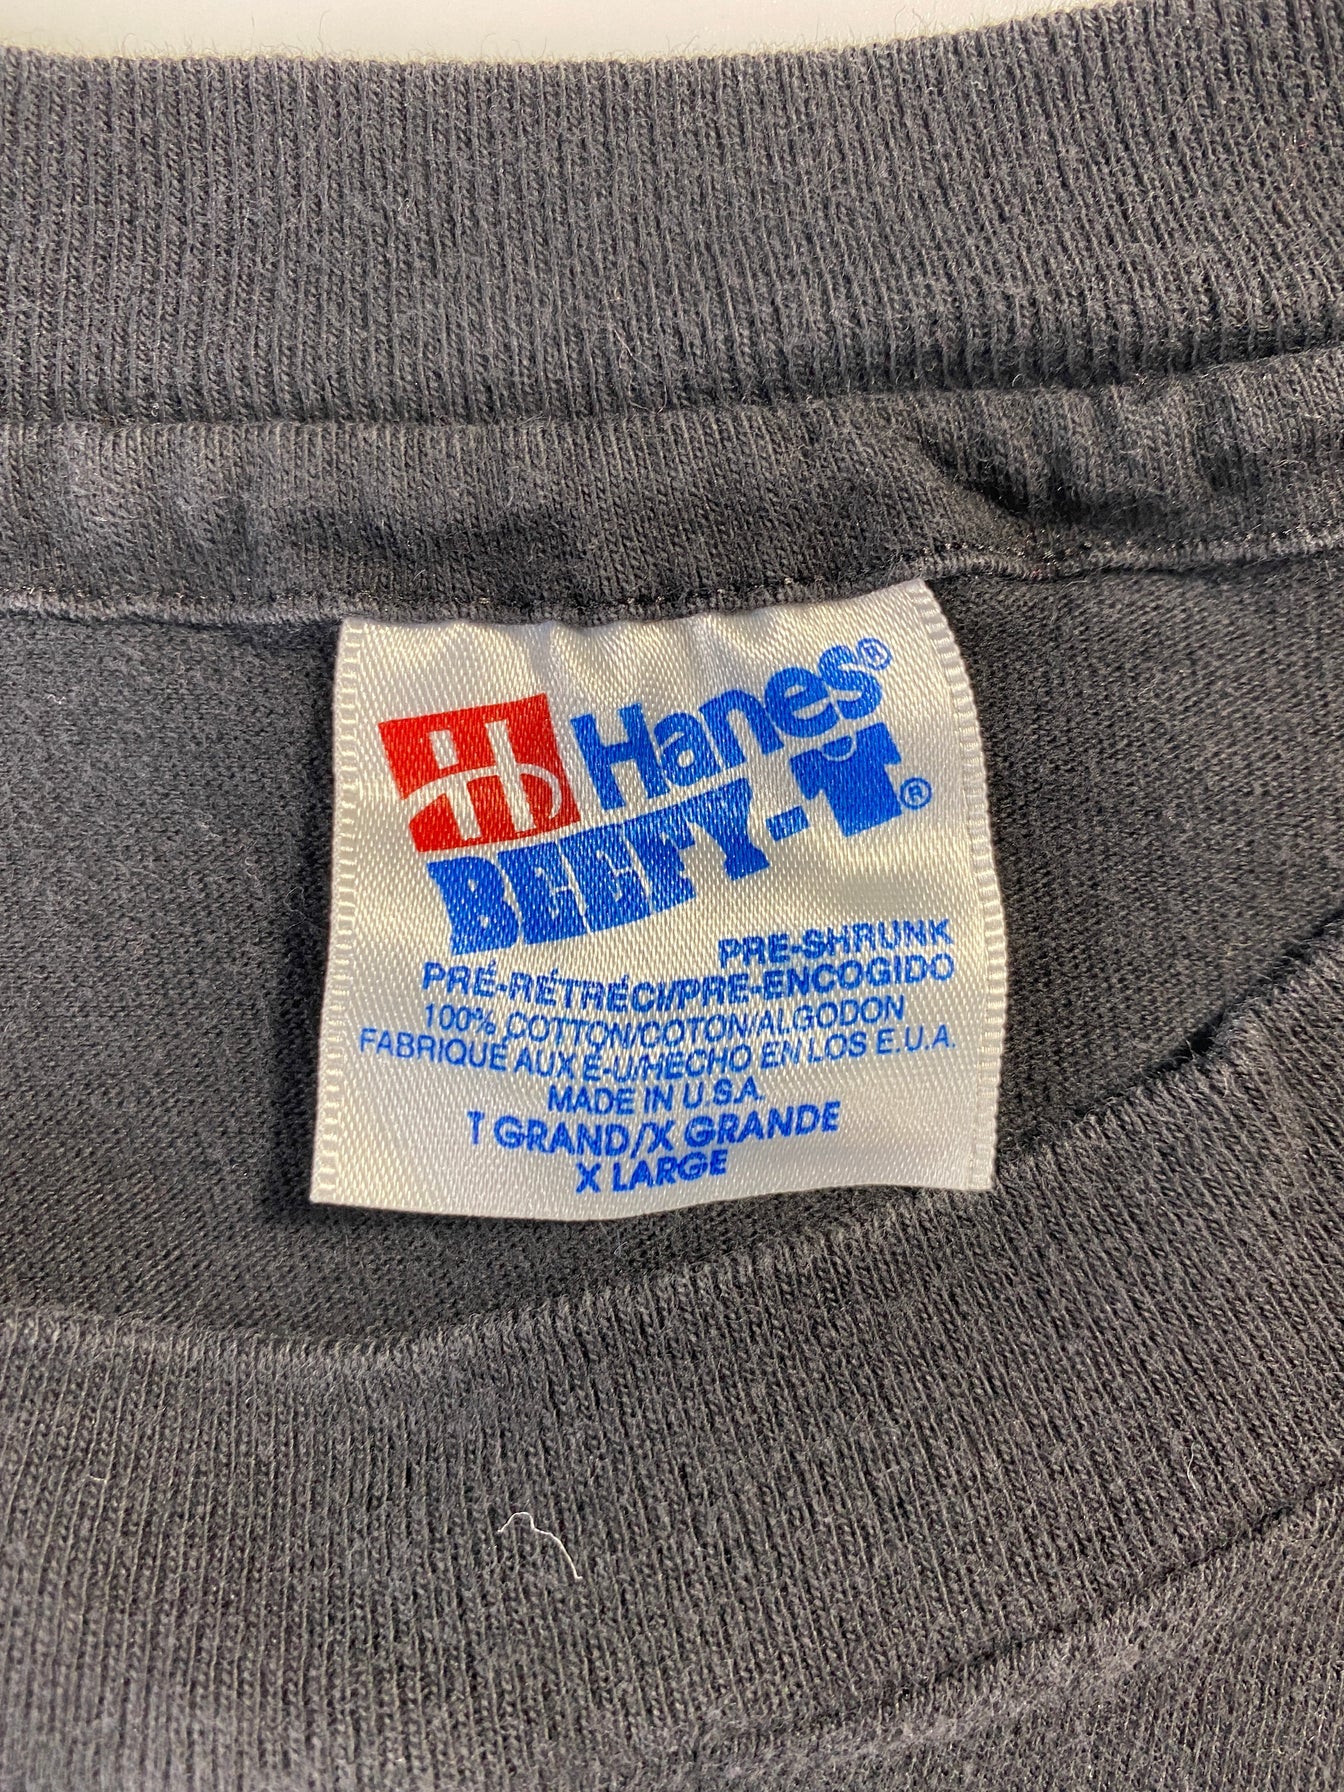 Hanes®
BEEFY-T®
PRE-SHRUNK
PRÉ-RÉTRÉCI/PRE-ENCOGIDO
100% COTTON/COTON/ALGODON
FABRIQUÉ AUX É-U/HECHO EN LOS E.U.A.
MADE IN U.S.A.
T GRAND/X GRANDE
X LARGE